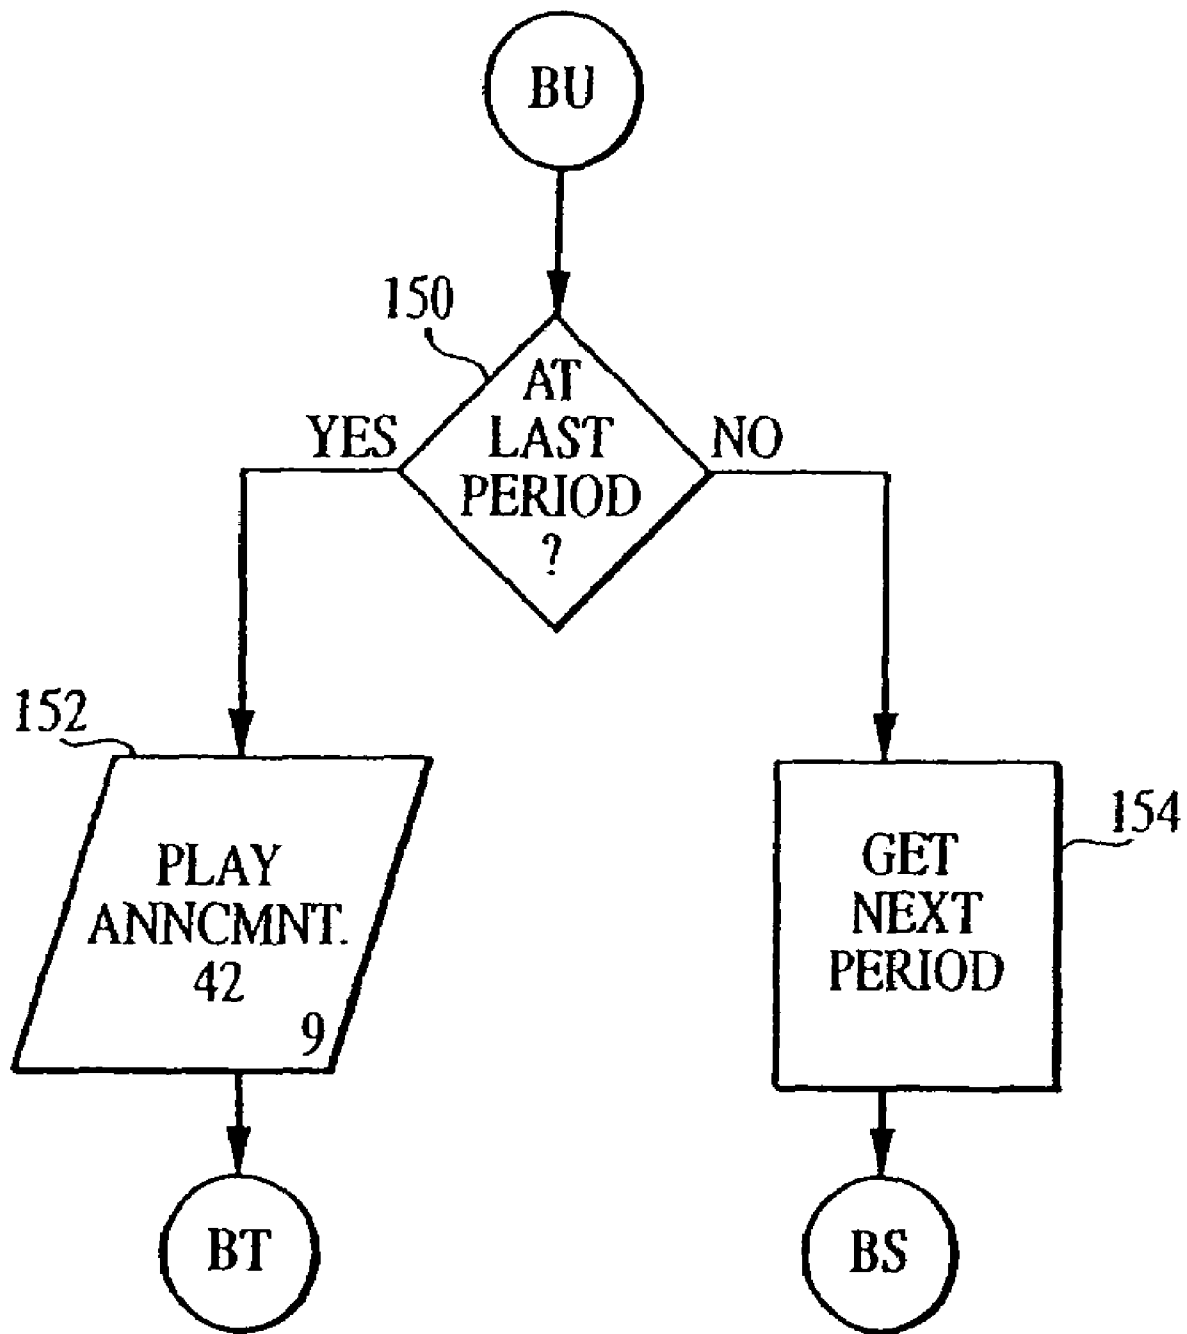 BU
150
AT
LAST
PERIOD
?
YES
NO
152
PLAY
ANNCMNT.
42
9
154
GET
NEXT
PERIOD
BT
BS